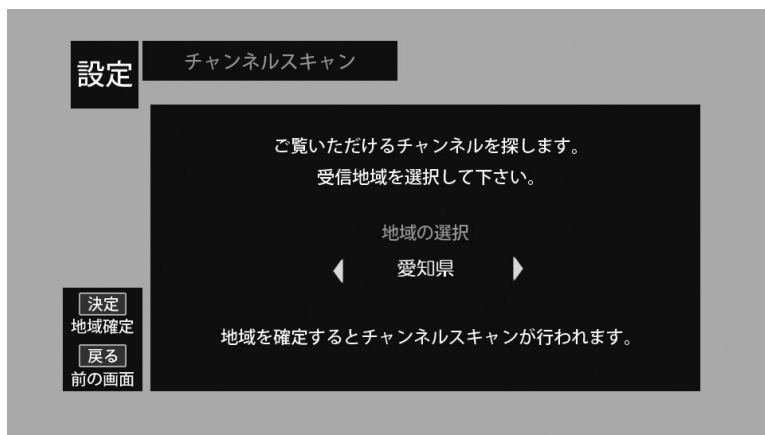 設定
チャンネルスキャン
ご覧いただけるチャンネルを探します。
受信地域を選択して下さい。
地域の選択
愛知県
地域を確定するとチャンネルスキャンが行われます。
決定
地域確定
戻る
前の画面